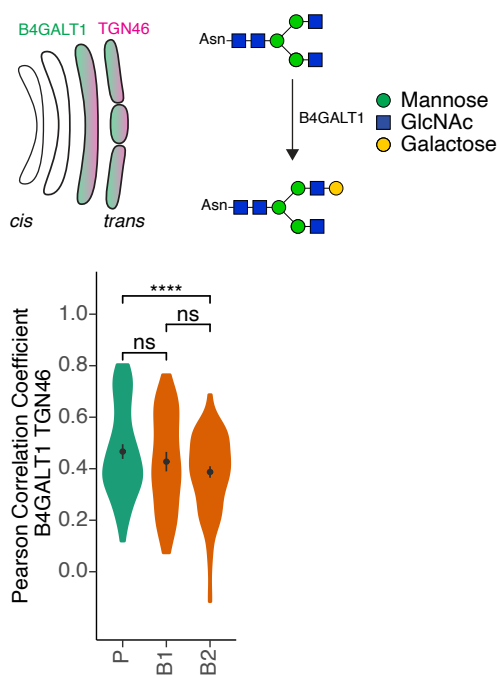 B4GALT1 TGN46
cis trans
Asn
B4GALT1
Asn
Mannose
GlcNAc
Galactose
Pearson Correlation Coefficient
B4GALT1 TGN46
****
ns
ns
1.0
0.8
0.6
0.4
0.2
0.0
P B1 B2